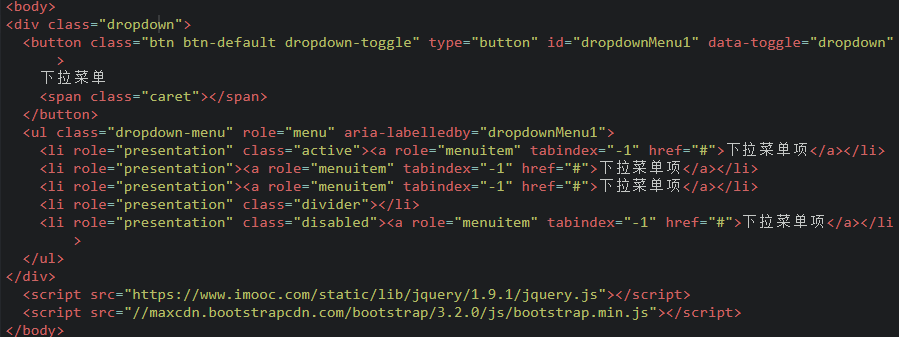 <body>
<div class="dropdown">
<button class="btn btn-default dropdown-toggle" type="button" id="dropdownMenu1" data-toggle="dropdown"
>
下拉菜单
<span class="caret"></span>
</button>
<ul class="dropdown-menu" role="menu" aria-labelledby="dropdownMenu1">
<li role="presentation" class="active"><a role="menuitem" tabindex="-1" href="#">下拉菜单项</a></li>
<li role="presentation"><a role="menuitem" tabindex="-1" href="#">下拉菜单项</a></li>
<li role="presentation"><a role="menuitem" tabindex="-1" href="#">下拉菜单项</a></li>
<li role="presentation" class="divider"></li>
<li role="presentation" class="disabled"><a role="menuitem" tabindex="-1" href="#">下拉菜单项</a></li
>
</ul>
</div>
<script src="https://www.imooc.com/static/lib/jquery/1.9.1/jquery.js"></script>
<script src="//maxcdn.bootstrapcdn.com/bootstrap/3.2.0/js/bootstrap.min.js"></script>
</body>